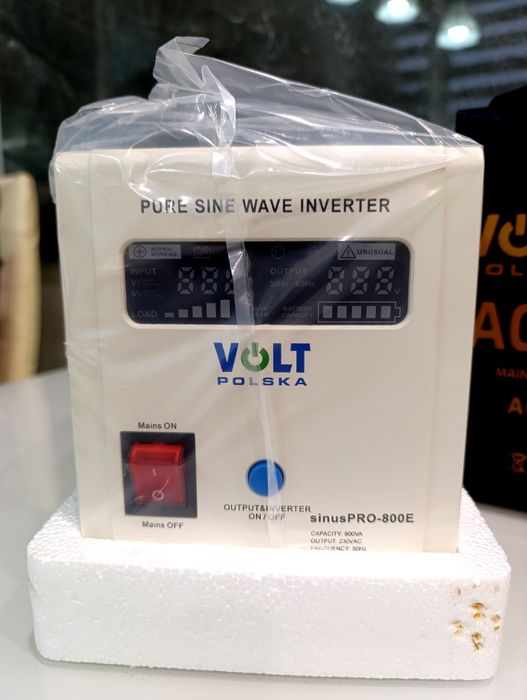 PURE SINE WAVE INVERTER
NORMAL WORKING
UNUSUAL
INPUT
OUTPUT
50Hz 60Hz
V
LOAD
BATTERY CAPACITY
VOLT
POLSKA
Mains ON
Mains OFF
OUTPUT&INVERTER
ON / OFF
sinusPRO-800E
CAPACITY: 800VA
OUTPUT: 230VAC
FREQUENCY: 50Hz